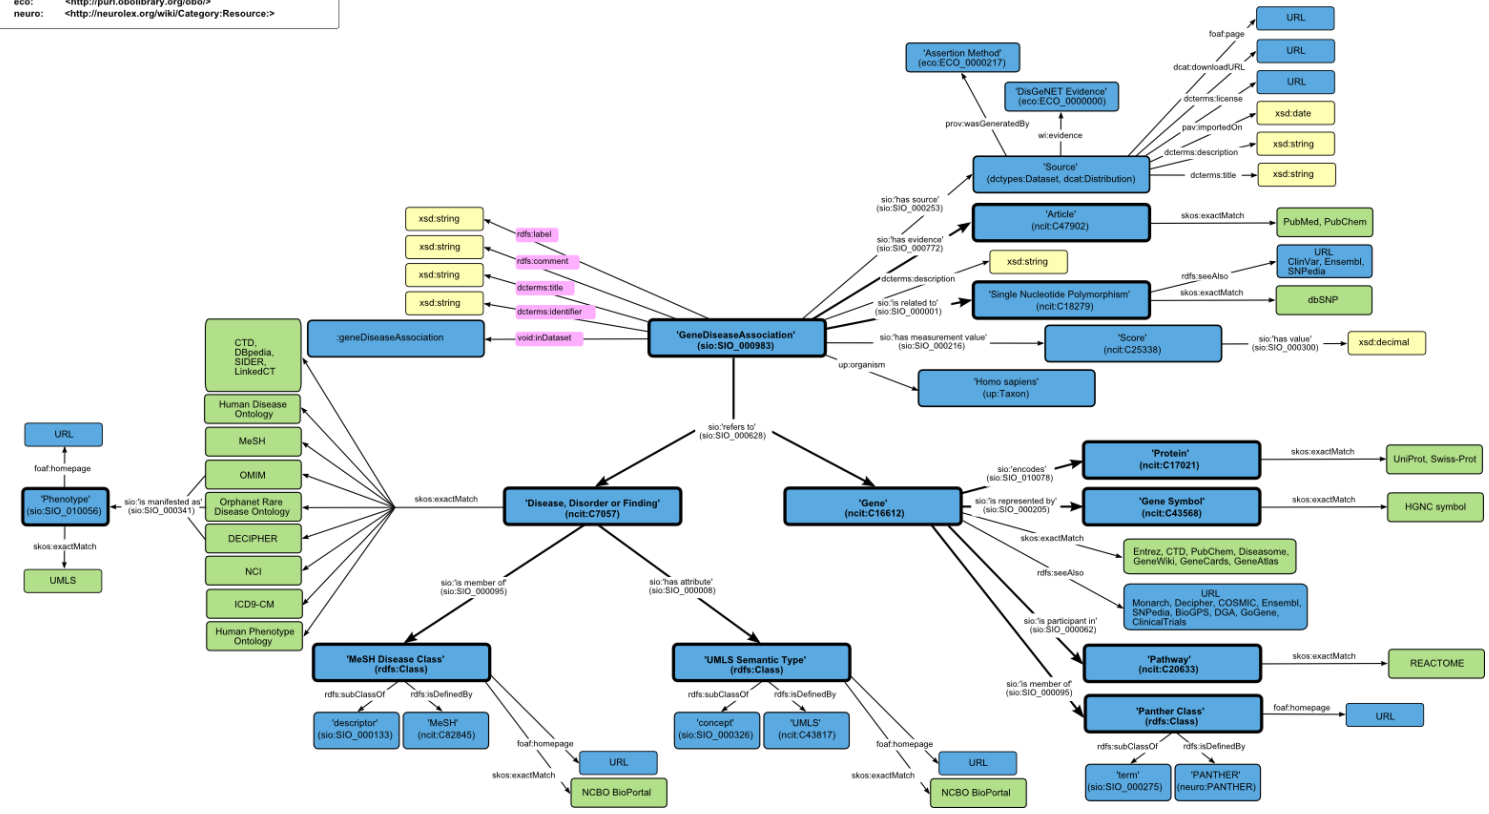 eco: <http://purl.obolibrary.org/obo/>
neuro: <http://neurolex.org/wiki/Category:Resource:>
URL
foaf:page
'Assertion Method'
(eco:ECO_0000217)
URL
dcat:downloadURL
URL
'DisGeNET Evidence'
(eco:ECO_0000000)
dcterms:license
xsd:date
prov:wasGeneratedBy
pav:importedOn
wi:evidence
xsd:string
dcterms:description
'Source'
(dctypes:Dataset, dcat:Distribution)
dcterms:title
xsd:string
sio:'has source'
(sio:SIO_000253)
xsd:string
'Article'
(ncit:C47902)
skos:exactMatch
PubMed, PubChem
rdfs:label
sio:'has evidence'
(sio:SIO_000772)
xsd:string
rdfs:comment
xsd:string
URL
ClinVar, Ensembl,
SNPedia
xsd:string
rdfs:seeAlso
dcterms:description
dcterms:title
'Single Nucleotide Polymorphism'
(ncit:C18279)
skos:exactMatch
dbSNP
xsd:string
sio:'is related to'
(sio:SIO_000001)
dcterms:identifier
:geneDiseaseAssociation
void:inDataset
'GeneDiseaseAssociation'
(sio:SIO_000983)
sio:'has measurement value'
(sio:SIO_000216)
'Score'
(ncit:C25338)
sio:'has value'
(sio:SIO_000300)
xsd:decimal
CTD,
DBpedia,
SIDER,
LinkedCT
up:organism
'Homo sapiens'
(up:Taxon)
Human Disease
Ontology
sio:'refers to'
(sio:SIO_000628)
URL
MeSH
'Protein'
(ncit:C17021)
skos:exactMatch
UniProt, Swiss-Prot
foaf:homepage
OMIM
sio:'encodes'
(sio:SIO_010078)
'Phenotype'
(sio:SIO_010056)
sio:'is manifested as'
(sio:SIO_000341)
Orphanet Rare
Disease Ontology
skos:exactMatch
'Disease, Disorder or Finding'
(ncit:C7057)
'Gene'
(ncit:C16612)
sio:'is represented by'
(sio:SIO_000205)
'Gene Symbol'
(ncit:C43568)
skos:exactMatch
HGNC symbol
skos:exactMatch
DECIPHER
skos:exactMatch
Entrez, CTD, PubChem, Diseasome,
GeneWiki, GeneCards, GeneAtlas
UMLS
NCI
rdfs:seeAlso
sio:'is member of'
(sio:SIO_000095)
sio:'has attribute'
(sio:SIO_000008)
URL
Monarch, Decipher, COSMIC, Ensembl,
SNPedia, BioGPS, DGA, GoGene,
ClinicalTrials
ICD9-CM
sio:'is participant in'
(sio:SIO_000062)
Human Phenotype
Ontology
'MeSH Disease Class'
(rdfs:Class)
'UMLS Semantic Type'
(rdfs:Class)
'Pathway'
(ncit:C20633)
skos:exactMatch
REACTOME
sio:'is member of'
(sio:SIO_000095)
rdfs:subClassOf
rdfs:isDefinedBy
rdfs:subClassOf
rdfs:isDefinedBy
'Panther Class'
(rdfs:Class)
foaf:homepage
URL
'descriptor'
(sio:SIO_000133)
'MeSH'
(ncit:C82845)
'concept'
(sio:SIO_000326)
'UMLS'
(ncit:C43817)
foaf:homepage
foaf:homepage
rdfs:subClassOf
rdfs:isDefinedBy
URL
URL
skos:exactMatch
skos:exactMatch
'term'
(sio:SIO_000275)
'PANTHER'
(neuro:PANTHER)
NCBO BioPortal
NCBO BioPortal